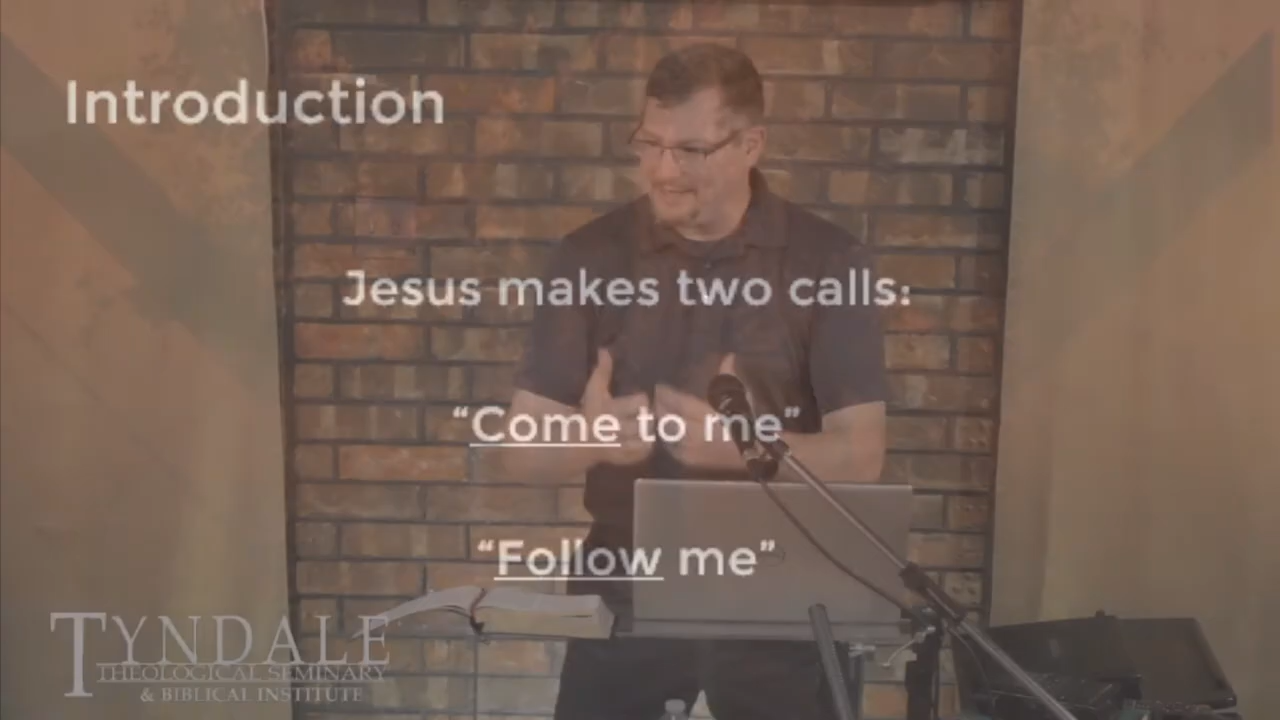 Introduction
Jesus makes two calls:
“Come to me”
“Follow me”
TYNDALE
THEOLOGICAL SEMINARY
& BIBLICAL INSTITUTE